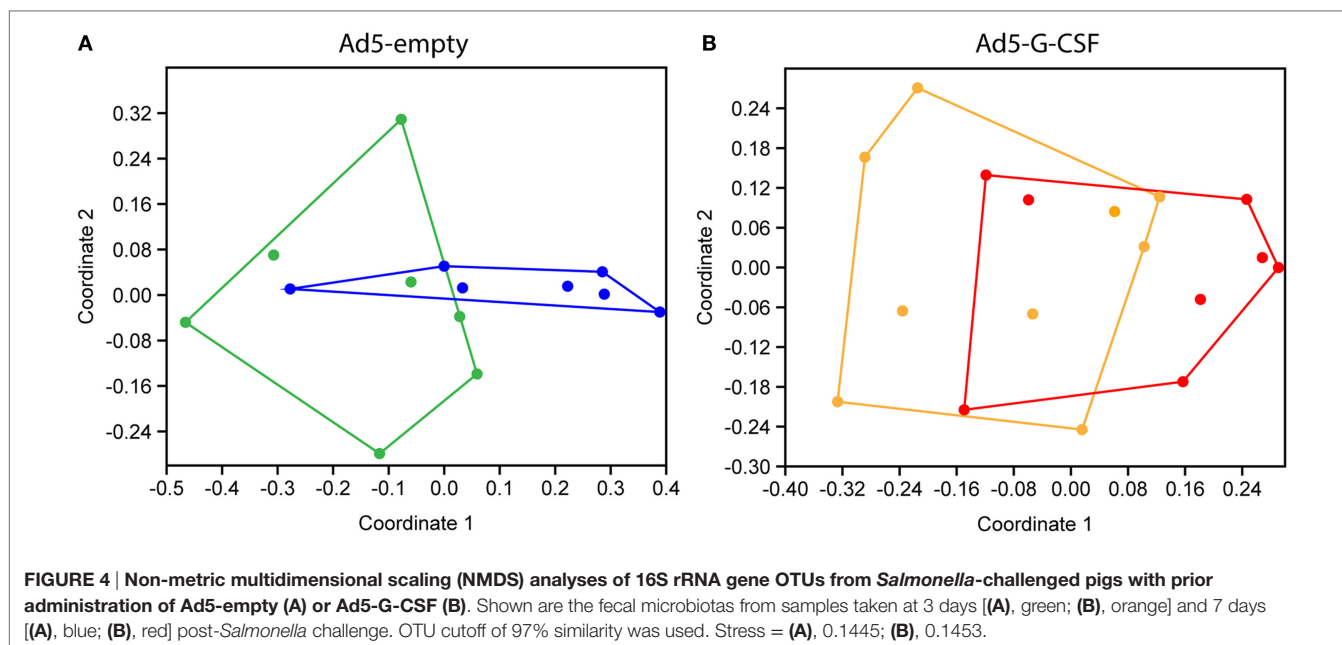 A
Ad5-empty
0.32
0.24
0.16
0.08
0.00
-0.08
-0.16
-0.24
Coordinate 2
-0.5 -0.4 -0.3 -0.2 -0.1 0.0 0.1 0.2 0.3 0.4
Coordinate 1
B
Ad5-G-CSF
0.24
0.18
0.12
0.06
0.00
-0.06
-0.12
-0.18
-0.24
-0.30
Coordinate 2
-0.40 -0.32 -0.24 -0.16 -0.08 0.00 0.08 0.16 0.24
Coordinate 1
FIGURE 4 | Non-metric multidimensional scaling (NMDS) analyses of 16S rRNA gene OTUs from Salmonella-challenged pigs with prior
administration of Ad5-empty (A) or Ad5-G-CSF (B). Shown are the fecal microbiotas from samples taken at 3 days [(A), green; (B), orange] and 7 days
[(A), blue; (B), red] post-Salmonella challenge. OTU cutoff of 97% similarity was used. Stress = (A), 0.1445; (B), 0.1453.